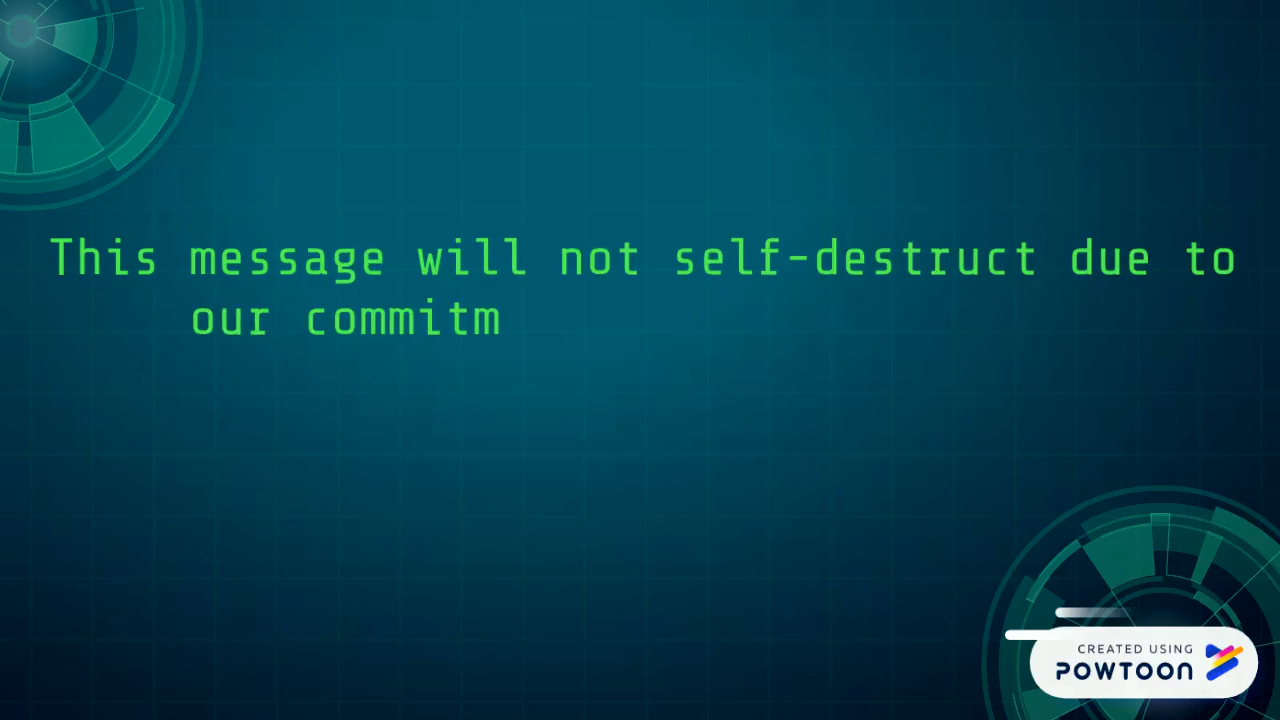 This message will not self-destruct due to
our commitm
CREATED USING
POWTOON